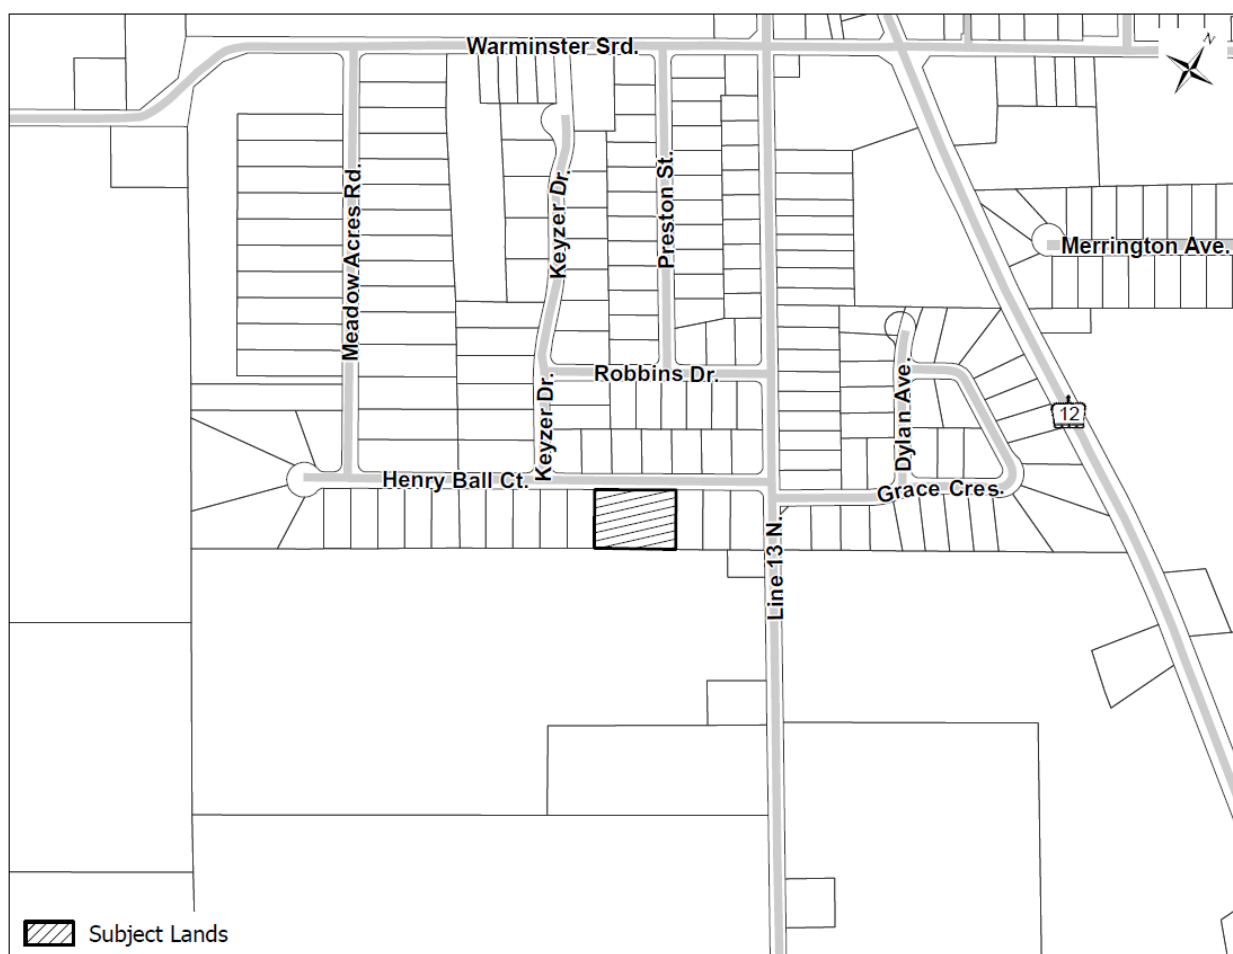 N
Warminster Srd.
Meadow Acres Rd.
Keyzer Dr.
Preston St.
Merrington Ave.
Robbins Dr.
Keyzer Dr.
Dylan Ave.
12
Henry Ball Ct.
Grace Cres.
Line 13 N.
Subject Lands